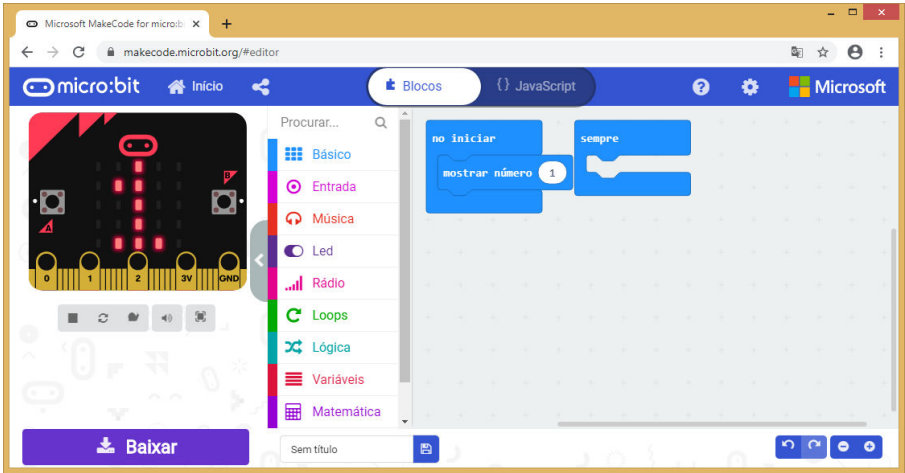 Microsoft MakeCode for micro:b
makecode.microbit.org/#editor
micro:bit
Início
Blocos
{} JavaScript
Microsoft
Procurar...
Básico
Entrada
Música
Led
Rádio
Loops
Lógica
Variáveis
Matemática
no iniciar
mostrar número 1
sempre
B
A
0 1 2 3V GND
Baixar
Sem título